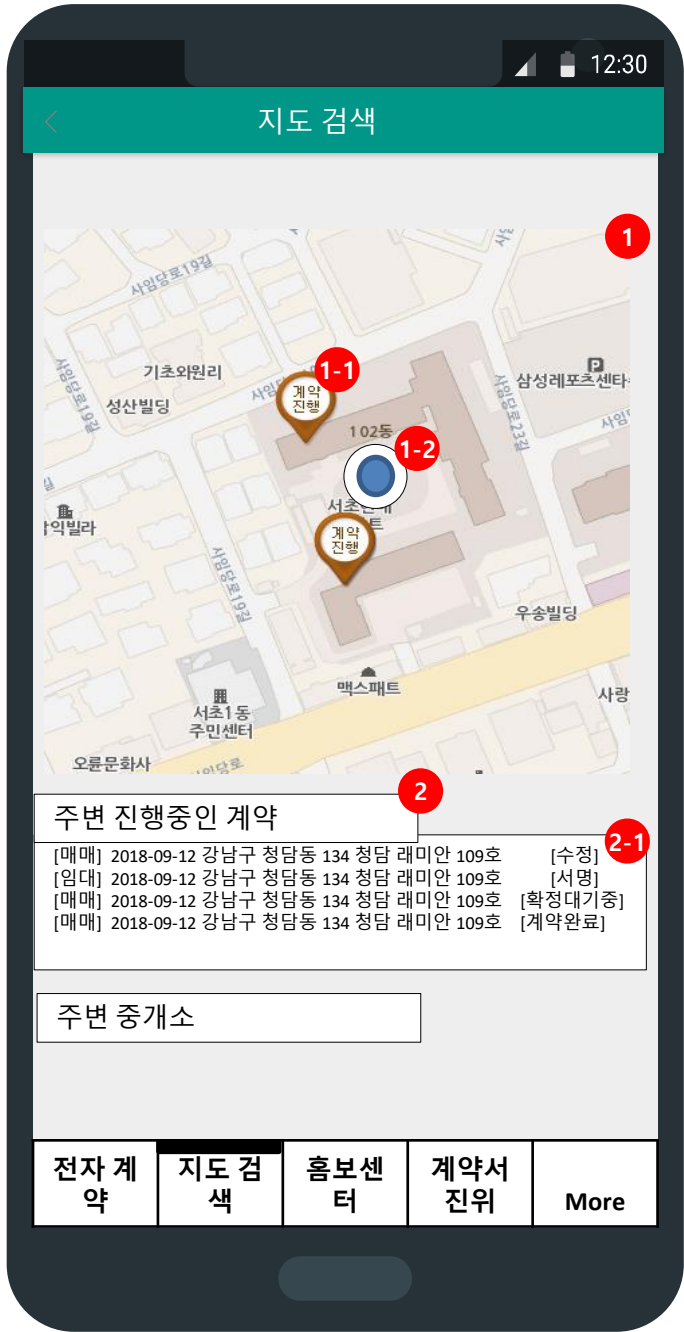 12:30
지도 검색
1
사임당로19길
사임당로19길
기초와원리
1-1
계약
진행
성산빌딩
삼성레포츠센타
사임당로23길
102동
1-2
계약
진행
사임당로19길
우송빌딩
맥스패트
서초1동
주민센터
사랑
오륜문화사
주변 진행중인 계약
2
2-1
[매매] 2018-09-12 강남구 청담동 134 청담 래미안 109호 [수정]
[임대] 2018-09-12 강남구 청담동 134 청담 래미안 109호 [서명]
[매매] 2018-09-12 강남구 청담동 134 청담 래미안 109호 [확정대기중]
[매매] 2018-09-12 강남구 청담동 134 청담 래미안 109호 [계약완료]
주변 중개소
전자 계
약
지도 검
색
홍보센
터
계약서
진위
More